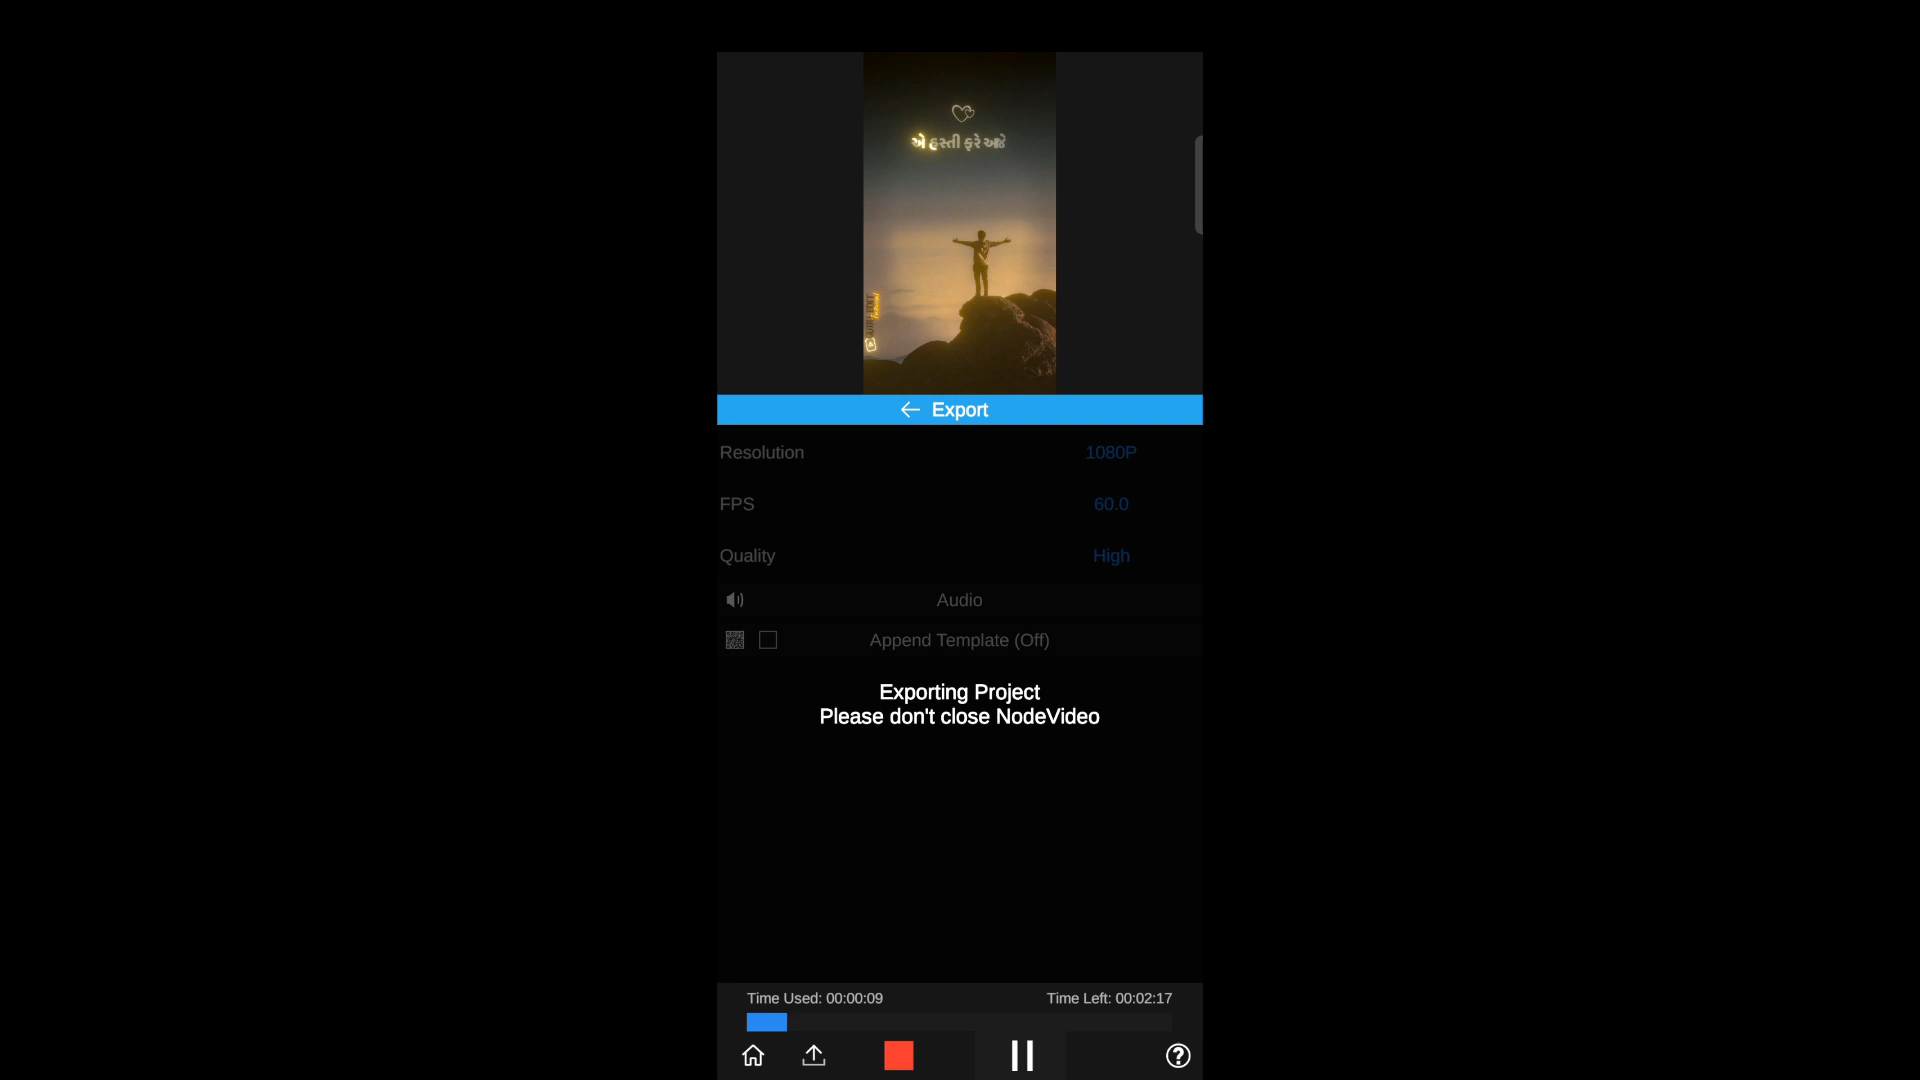 એ હસ્તી ફરે આજે
Export
Resolution 1080P
FPS 60.0
Quality High
Audio
Append Template (Off)
Exporting Project
Please don't close NodeVideo
Time Used: 00:00:09 Time Left: 00:02:17